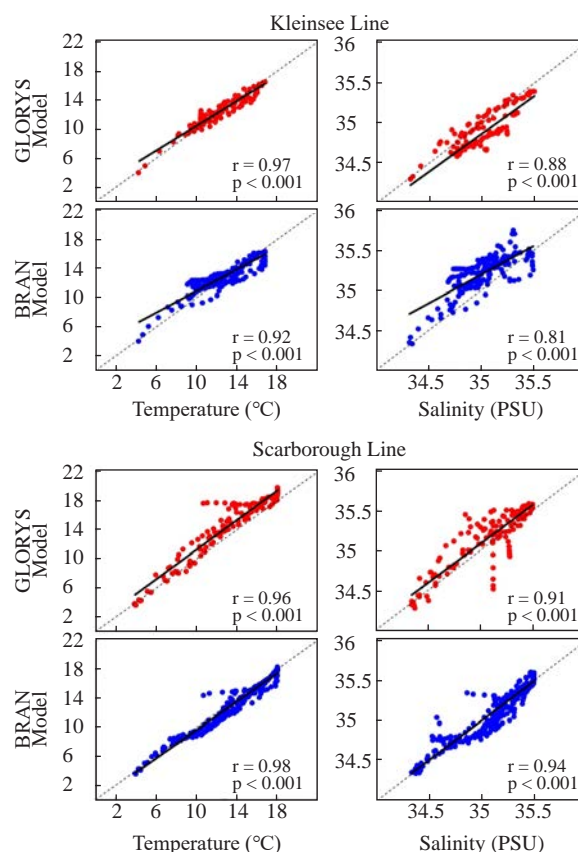 Kleinsee Line
GLORYS
Model
22
18
14
10
6
2
r = 0.97
p < 0.001
36
35.5
35
34.5
r = 0.88
p < 0.001
BRAN
Model
22
18
14
10
6
2
r = 0.92
p < 0.001
36
35.5
35
34.5
r = 0.81
p < 0.001
2 6 10 14 18
34.5 35 35.5
Temperature (°C)
Salinity (PSU)
Scarborough Line
GLORYS
Model
22
18
14
10
6
2
r = 0.96
p < 0.001
36
35.5
35
34.5
r = 0.91
p < 0.001
BRAN
Model
22
18
14
10
6
2
r = 0.98
p < 0.001
36
35.5
35
34.5
r = 0.94
p < 0.001
2 6 10 14 18
34.5 35 35.5
Temperature (°C)
Salinity (PSU)